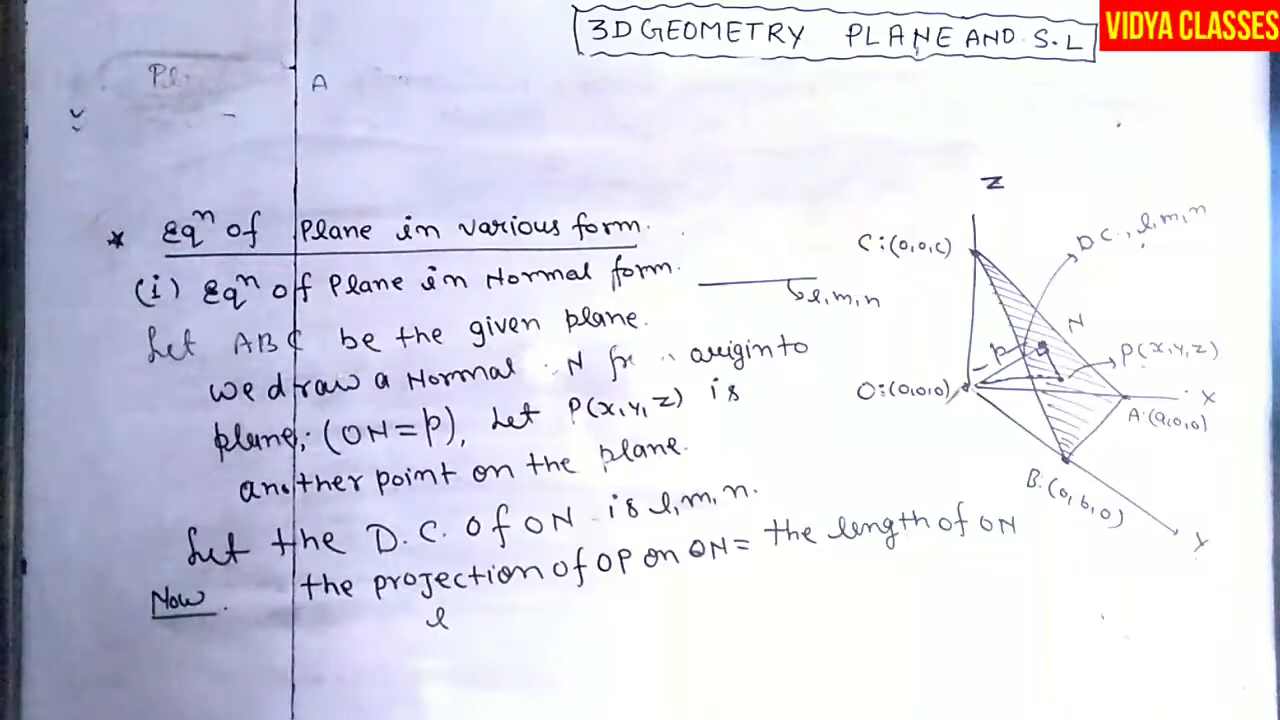 3D GEOMETRY PLANE AND S.L
VIDYA CLASSES
A
* Eqⁿ of Plane in various form.
(i) Eqⁿ of Plane in Normal form.
l,m,n
Let ABC be the given plane.
we draw a Normal N origin to
plane, (ON=p), Let P(x,y,z) is
another point on the plane.
Let the D.C. of ON is l,m,n.
Now. the projection of OP on ON = the length of ON
l
Z
C:(0,0,c)
D C., l,m,n
N
p
P(x,y,z)
O:(0,0,0)
X
A:(a,0,0)
B:(0,b,0)
Y